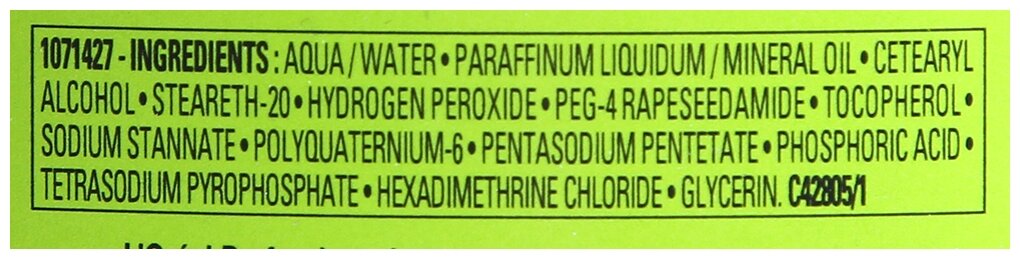 1071427 - INGREDIENTS : AQUA / WATER • PARAFFINUM LIQUIDUM / MINERAL OIL • CETEARYL
ALCOHOL • STEARETH-20 • HYDROGEN PEROXIDE • PEG-4 RAPESEEDAMIDE • TOCOPHEROL •
SODIUM STANNATE • POLYQUATERNIUM-6 • PENTASODIUM PENTETATE • PHOSPHORIC ACID •
TETRASODIUM PYROPHOSPHATE • HEXADIMETHRINE CHLORIDE • GLYCERIN. C42805/1